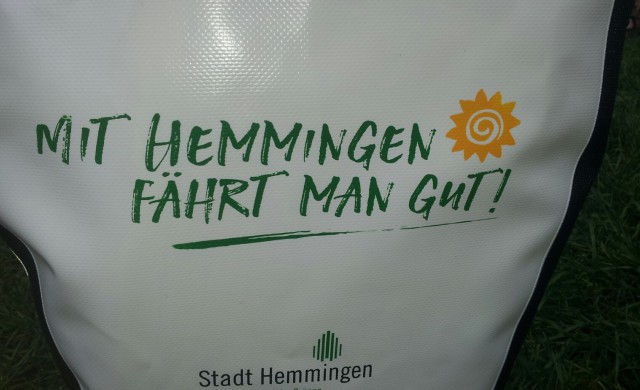 MIT HEMMINGEN
FÄHRT MAN GUT!
Stadt Hemmingen